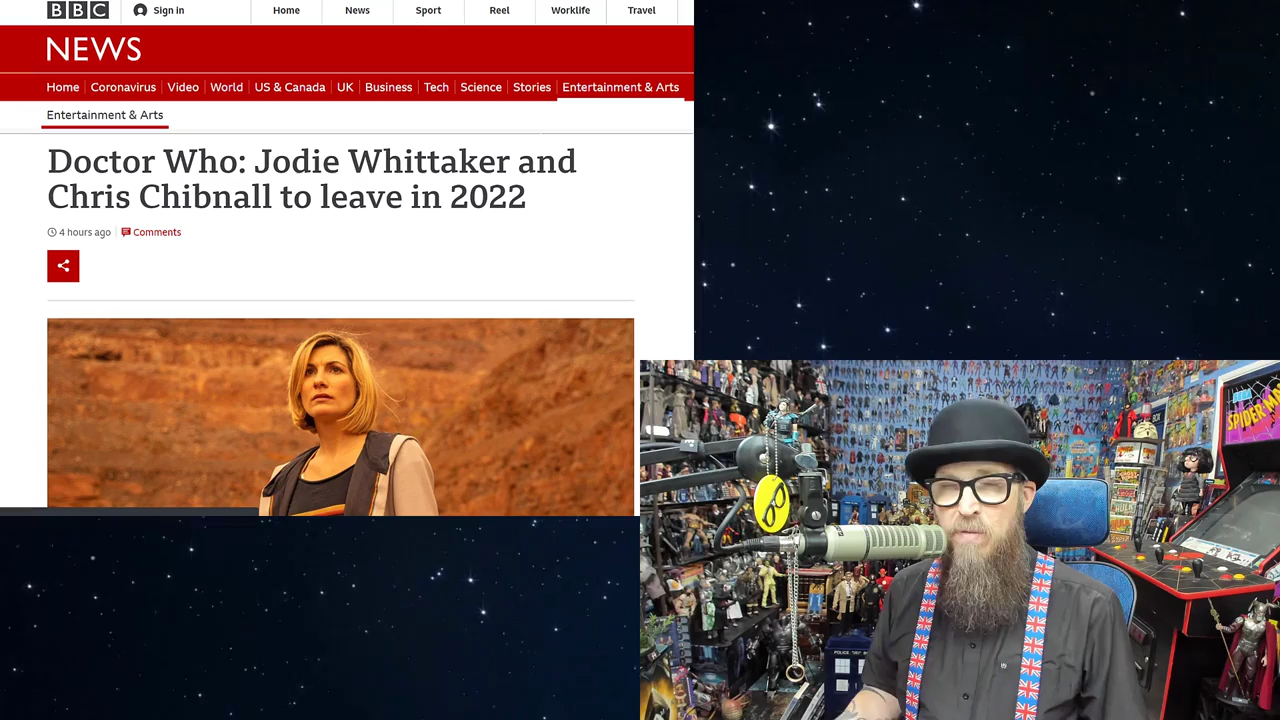 BBC Sign in Home News Sport Reel Worklife Travel
NEWS
Home Coronavirus Video World US & Canada UK Business Tech Science Stories Entertainment & Arts
Entertainment & Arts
Doctor Who: Jodie Whittaker and
Chris Chibnall to leave in 2022
4 hours ago Comments
POLICE